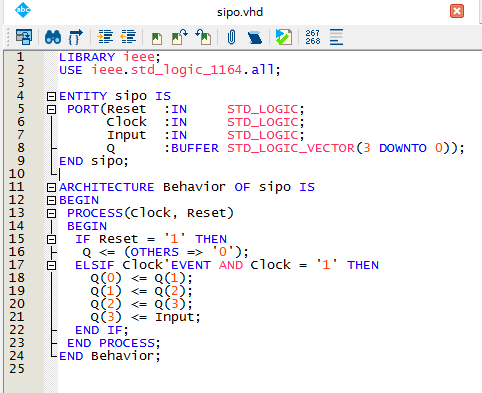 abc
sipo.vhd
267
268
1 LIBRARY ieee;
2 USE ieee.std_logic_1164.all;
3
4 ENTITY sipo IS
5 PORT(Reset :IN STD_LOGIC;
6 Clock :IN STD_LOGIC;
7 Input :IN STD_LOGIC;
8 Q :BUFFER STD_LOGIC_VECTOR(3 DOWNTO 0));
9 END sipo;
10
11 ARCHITECTURE Behavior OF sipo IS
12 BEGIN
13 PROCESS(Clock, Reset)
14 BEGIN
15 IF Reset = '1' THEN
16 Q <= (OTHERS => '0');
17 ELSIF Clock'EVENT AND Clock = '1' THEN
18 Q(0) <= Q(1);
19 Q(1) <= Q(2);
20 Q(2) <= Q(3);
21 Q(3) <= Input;
22 END IF;
23 END PROCESS;
24 END Behavior;
25